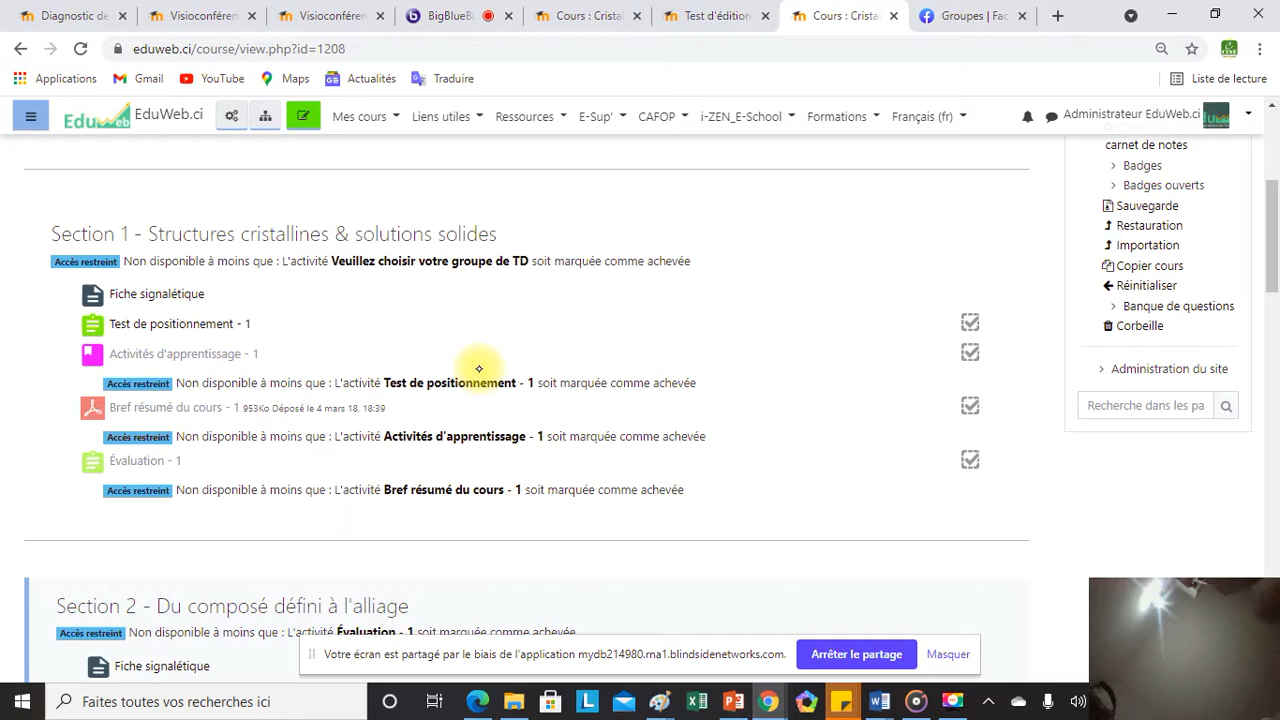 Diagnostic de
Visioconféren
Visioconféren
BigBlueBu
Cours : Cristal
Test d'édition
Cours : Cristal
Groupes | Fac
eduweb.ci/course/view.php?id=1208
Applications
Gmail
YouTube
Maps
Actualités
Traduire
Liste de lecture
EduWeb
EduWeb.ci
Mes cours
Liens utiles
Ressources
E-Sup'
CAFOP
i-ZEN_E-School
Formations
Français (fr)
Administrateur EduWeb.ci
Section 1 - Structures cristallines & solutions solides
Accès restreint Non disponible à moins que : L'activité Veuillez choisir votre groupe de TD soit marquée comme achevée
Fiche signalétique
Test de positionnement - 1
Activités d'apprentissage - 1
Accès restreint Non disponible à moins que : L'activité Test de positionnement - 1 soit marquée comme achevée
Bref résumé du cours - 1 953Ko Déposé le 4 mars 18, 18:39
Accès restreint Non disponible à moins que : L'activité Activités d'apprentissage - 1 soit marquée comme achevée
Évaluation - 1
Accès restreint Non disponible à moins que : L'activité Bref résumé du cours - 1 soit marquée comme achevée
Section 2 - Du composé défini à l'alliage
Accès restreint Non disponible à moins que : L'activité Évaluation - 1 soit marquée comme achevée
Fiche signalétique
carnet de notes
Badges
Badges ouverts
Sauvegarde
Restauration
Importation
Copier cours
Réinitialiser
Banque de questions
Corbeille
Administration du site
Recherche dans les pa
Votre écran est partagé par le biais de l'application mydb214980.rna1.blindsidenetworks.com.
Arrêter le partage
Masquer
Faites toutes vos recherche ici